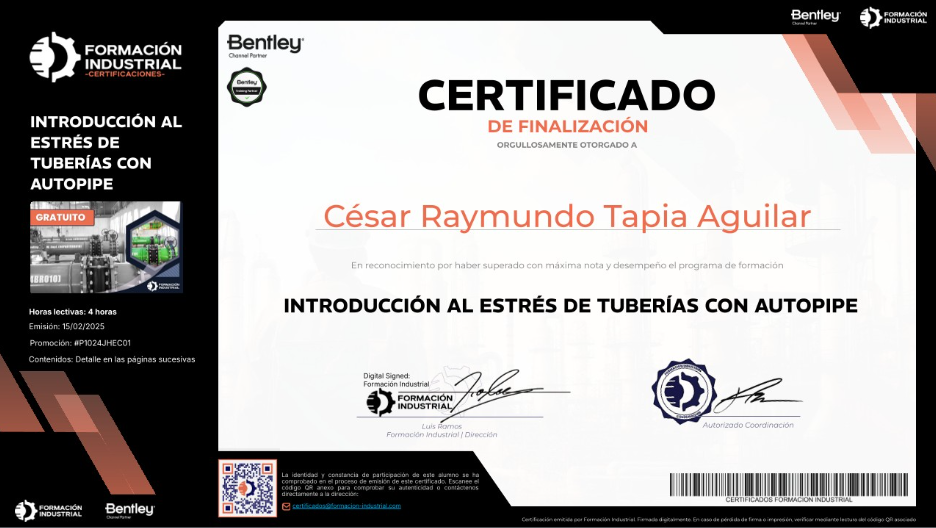 Bentley
Channel Partner
FORMACIÓN
INDUSTRIAL
FORMACIÓN
INDUSTRIAL
-CERTIFICACIONES-
INTRODUCCIÓN AL
ESTRÉS DE
TUBERÍAS CON
AUTOPIPE
GRATUITO
FORMACIÓN
INDUSTRIAL
Horas lectivas: 4 horas
Emisión: 15/02/2025
Promoción: #P1024JHEC01
Contenidos: Detalle en las páginas sucesivas
FORMACIÓN
INDUSTRIAL
Bentley
Channel Partner
Bentley
Channel Partner
Bentley
CERTIFICADO
DE FINALIZACIÓN
ORGULLOSAMENTE OTORGADO A
César Raymundo Tapia Aguilar
En reconocimiento por haber superado con máxima nota y desempeño el programa de formación
INTRODUCCIÓN AL ESTRÉS DE TUBERÍAS CON AUTOPIPE
Digital Signed:
Formación Industrial
FORMACIÓN
INDUSTRIAL
Luis Ramos
Formación Industrial | Dirección
Autorizado Coordinación
La identidad y constancia de participación de este alumno se ha
comprobado en el proceso de emisión de este certificado. Escanee el
código QR anexo para comprobar su autenticidad o contáctenos
directamente a la dirección:
certificados@formacion-industrial.com
CERTIFICADOS FORMACION INDUSTRIAL
Certificación emitida por Formación Industrial. Firmada digitalmente. En caso de pérdida de firma o impresión, verificar mediante lectura del código QR asociado